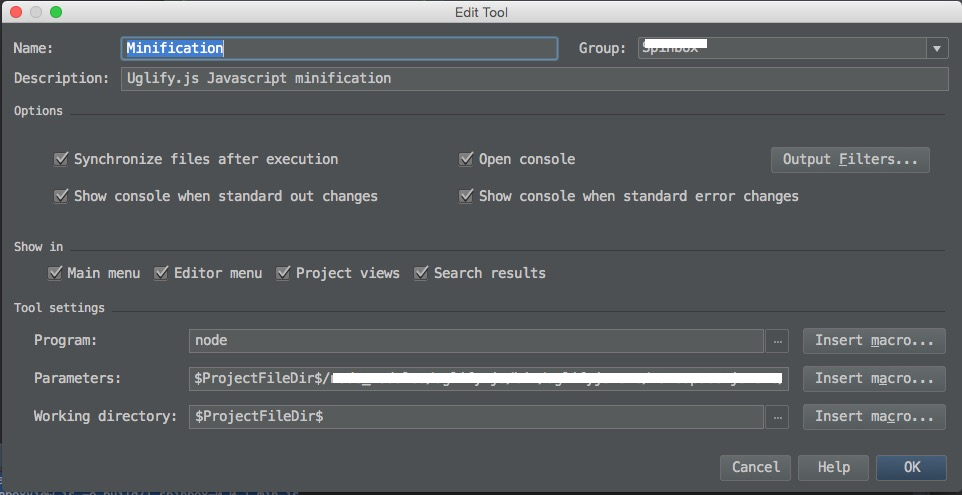 Edit Tool
Name: Minification Group: Spinbox
Description: Uglify.js Javascript minification
Options
Synchronize files after execution Open console Output Filters...
Show console when standard out changes Show console when standard error changes
Show in
Main menu Editor menu Project views Search results
Tool settings
Program: node ... Insert macro...
Parameters: $ProjectFileDir$/ Insert macro...
Working directory: $ProjectFileDir$ ... Insert macro...
Cancel Help OK